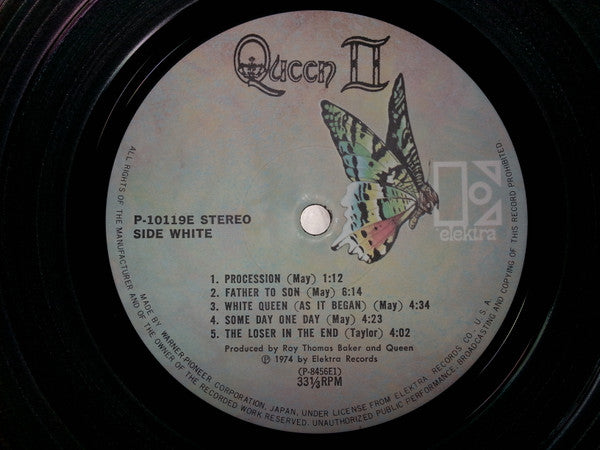 Queen II
elektra
P-10119E STEREO
SIDE WHITE
1. PROCESSION (May) 1:12
2. FATHER TO SON (May) 6:14
3. WHITE QUEEN (AS IT BEGAN) (May) 4:34
4. SOME DAY ONE DAY (May) 4:23
5. THE LOSER IN THE END (Taylor) 4:02
Produced by Roy Thomas Baker and Queen
℗ 1974 by Elektra Records
(P-8456E1)
33⅓RPM
MADE BY WARNER-PIONEER CORPORATION, JAPAN, UNDER LICENSE FROM ELEKTRA RECORDS CO., U.S.A.
ALL RIGHTS OF THE MANUFACTURER AND OF THE OWNER OF THE RECORDED WORK RESERVED. UNAUTHORIZED PUBLIC PERFORMANCE, BROADCASTING AND COPYING OF THIS RECORD PROHIBITED.